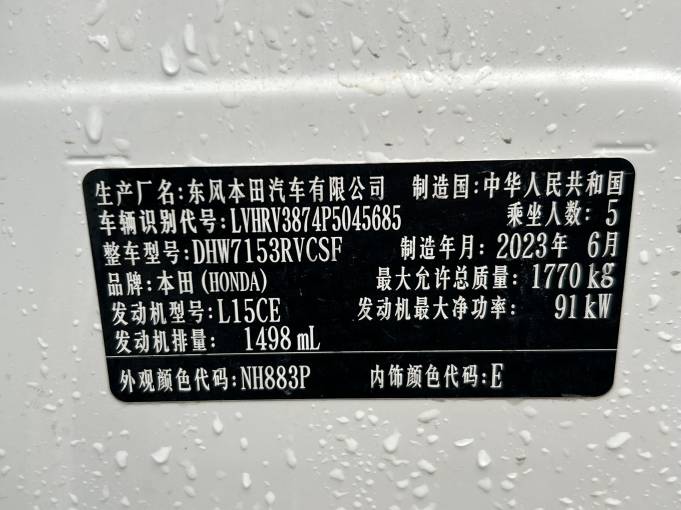 生产厂名:东风本田汽车有限公司 制造国:中华人民共和国
车辆识别代号:LVHRV3874P5045685 乘坐人数:5
整车型号:DHW7153RVCSF 制造年月:2023年 6月
品牌:本田(HONDA) 最大允许总质量:1770kg
发动机型号:L15CE 发动机最大净功率: 91kW
发动机排量: 1498mL
外观颜色代码:NH883P 内饰颜色代码:E